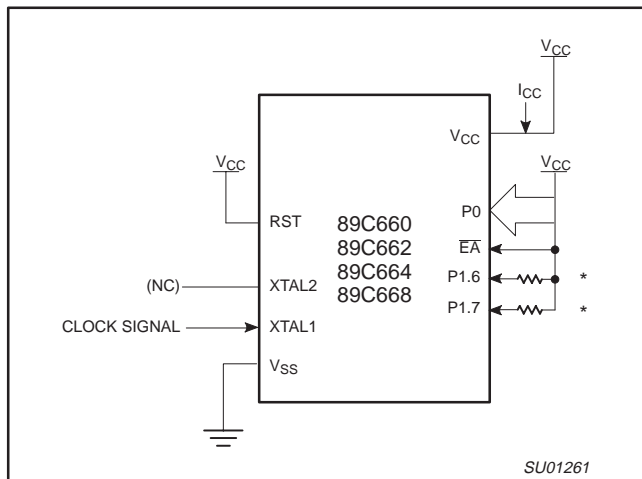 VCC
ICC
VCC
VCC
VCC
RST
P0
89C660
89C662
89C664
89C668
EA
(NC)
XTAL2
P1.6
*
CLOCK SIGNAL
XTAL1
P1.7
*
VSS
SU01261